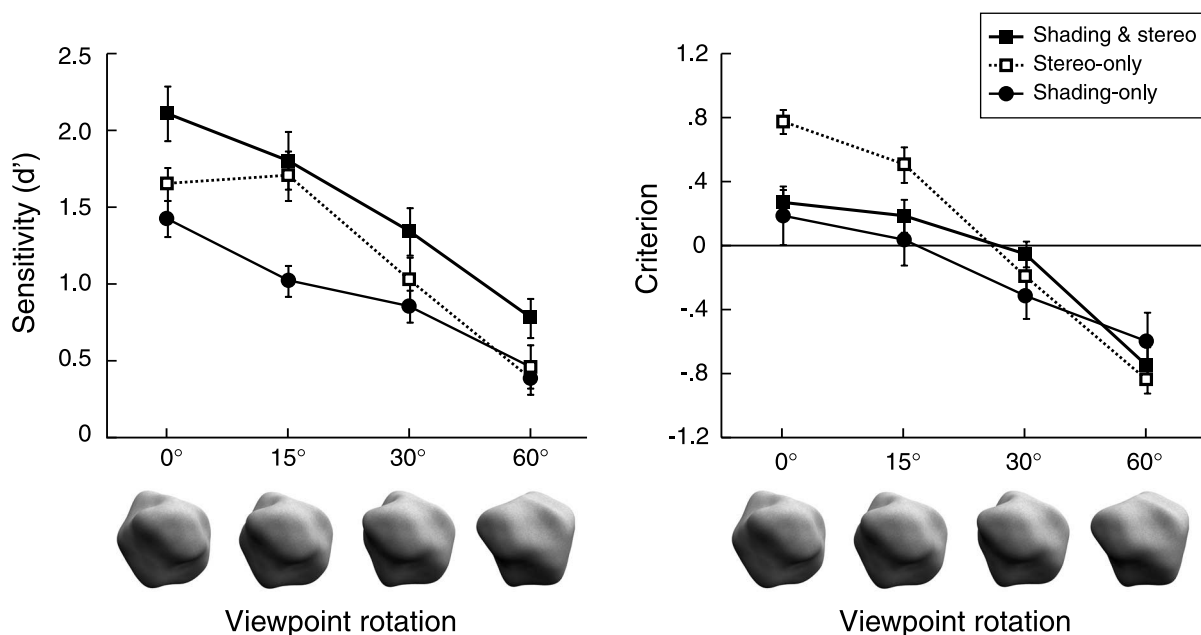 Sensitivity (d')
2.5
2.0
1.5
1.0
0.5
0
0° 15° 30° 60°
Viewpoint rotation
Shading & stereo
Stereo-only
Shading-only
Criterion
1.2
.8
.4
0
-.4
-.8
-1.2
0° 15° 30° 60°
Viewpoint rotation